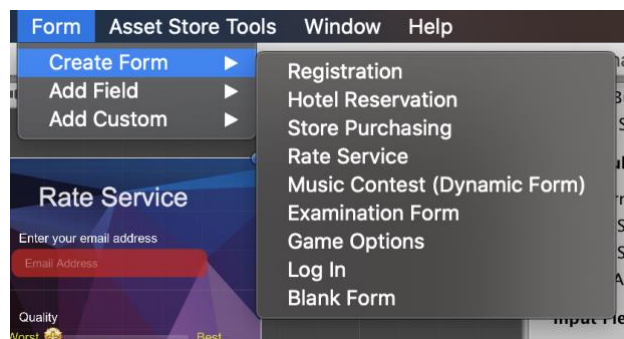 Form Asset Store Tools Window Help
Create Form
Add Field
Add Custom
Registration
Hotel Reservation
Store Purchasing
Rate Service
Music Contest (Dynamic Form)
Examination Form
Game Options
Log In
Blank Form
Rate Service
Enter your email address
Email Address
Quality
Worst Best